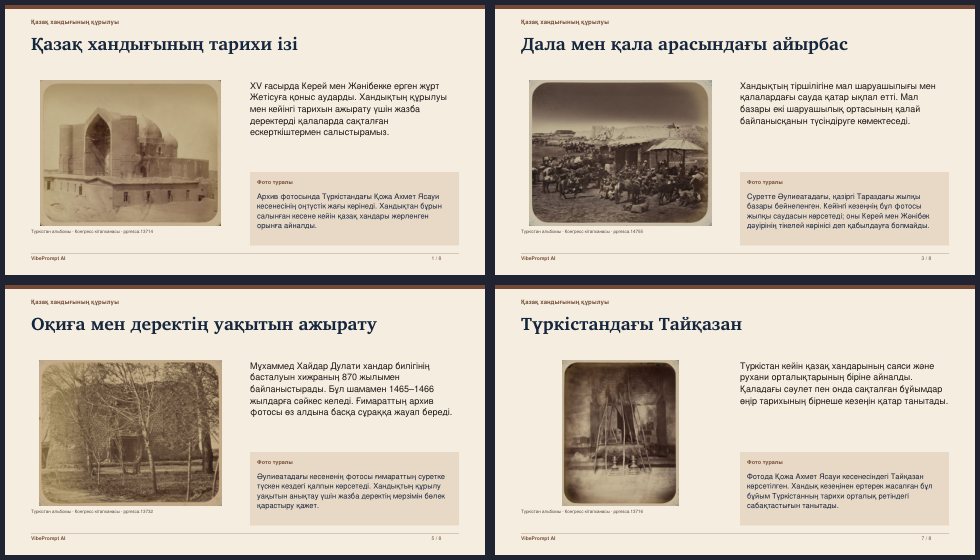 Қазақ хандығының құрылуы
Қазақ хандығының тарихи ізі
XV ғасырда Керей мен Жәнібекке ерген жұрт
Жетісуға қоныс аударды. Хандықтың құрылуы
мен кейінгі тарихын ажырату үшін жазба
деректерді қалаларда сақталған
ескерткіштермен салыстырамыз.
Фото туралы
Архив фотосында Түркістандағы Қожа Ахмет Ясауи
кесенесінің оңтүстік жағы көрінеді. Хандықтан бұрын
салынған кесене кейін қазақ хандары жерленген
орынға айналды.
Түркістан альбомы · Конгресс кітапханасы · ppmsca.13714
VibePrompt AI
1 / 8
Қазақ хандығының құрылуы
Дала мен қала арасындағы айырбас
Хандықтың тіршілігіне мал шаруашылығы мен
қалалардағы сауда қатар ықпал етті. Мал
базары екі шаруашылық ортасының қалай
байланысқанын түсіндіруге көмектеседі.
Фото туралы
Суретте Әулиеатадағы, қазіргі Тараздағы жылқы
базары бейнеленген. Кейінгі кезеңнің бұл фотосы
жылқы саудасын көрсетеді; оны Керей мен Жәнібек
дәуірінің тікелей көрінісі деп қабылдауға болмайды.
Түркістан альбомы · Конгресс кітапханасы ·
VibePrompt AI
3 / 8
Қазақ хандығының құрылуы
Оқиға мен деректің уақытын ажырату
Мұхаммед Хайдар Дулати хандар билігінің
басталуын хижраның 870 жылымен
байланыстырады. Бұл шамамен 1465–1466
жылдарға сәйкес келеді. Ғимараттың архив
фотосы өз алдына басқа сұраққа жауап береді.
Фото туралы
Әулиеатадағы кесененің фотосы ғимараттың суретке
түскен кездегі қалпын көрсетеді. Хандықтың құрылу
уақытын анықтау үшін жазба деректің мерзімін бөлек
қарастыру қажет.
Түркістан альбомы · Конгресс кітапханасы ·
VibePrompt AI
5 / 8
Қазақ хандығының құрылуы
Түркістандағы Тайқазан
Түркістан кейін қазақ хандарының саяси және
рухани орталықтарының біріне айналды.
Қаладағы сәулет пен онда сақталған бұйымдар
өңір тарихының бірнеше кезеңін қатар танытады.
Фото туралы
Фотода Қожа Ахмет Ясауи кесенесіндегі Тайқазан
көрсетілген. Хандық кезеңінен ертерек жасалған бұл
бұйым Түркістанның тарихи орталық ретіндегі
сабақтастығын танытады.
Түркістан альбомы · Конгресс кітапханасы · ppmsca.13716
VibePrompt AI
7 / 8